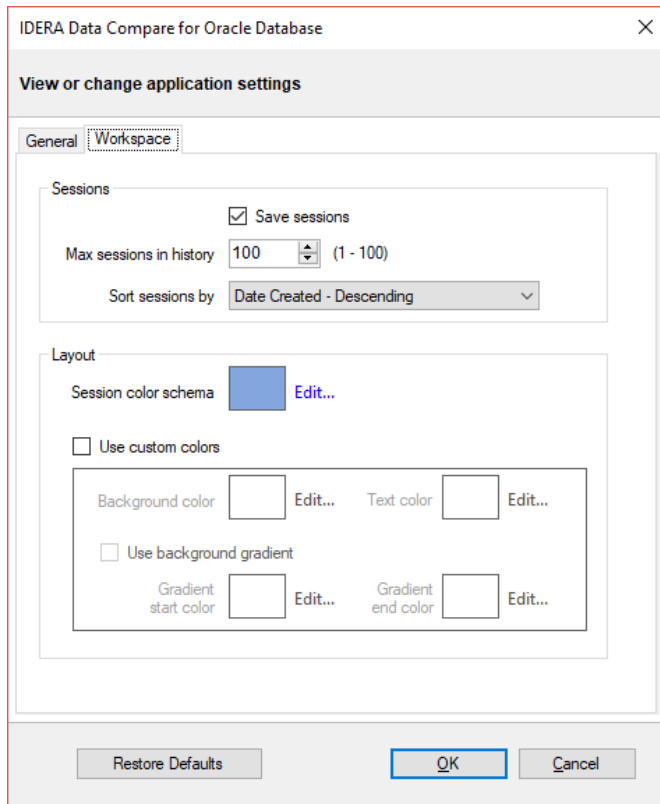 IDERA Data Compare for Oracle Database
View or change application settings
General Workspace
Sessions
Save sessions
Max sessions in history 100 (1 - 100)
Sort sessions by Date Created - Descending
Layout
Session color schema Edit...
Use custom colors
Background color Edit... Text color Edit...
Use background gradient
Gradient start color Edit... Gradient end color Edit...
Restore Defaults OK Cancel